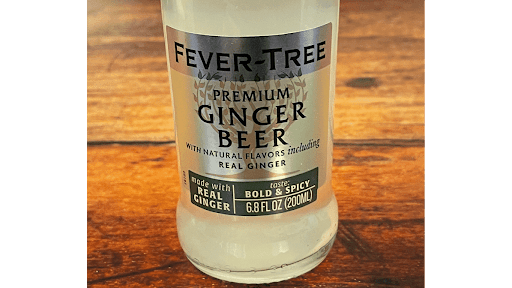 FEVER-TREE
PREMIUM
GINGER
BEER
WITH NATURAL FLAVORS including
REAL GINGER
made with
REAL
GINGER
taste:
BOLD & SPICY
6.8 FL OZ (200ML)